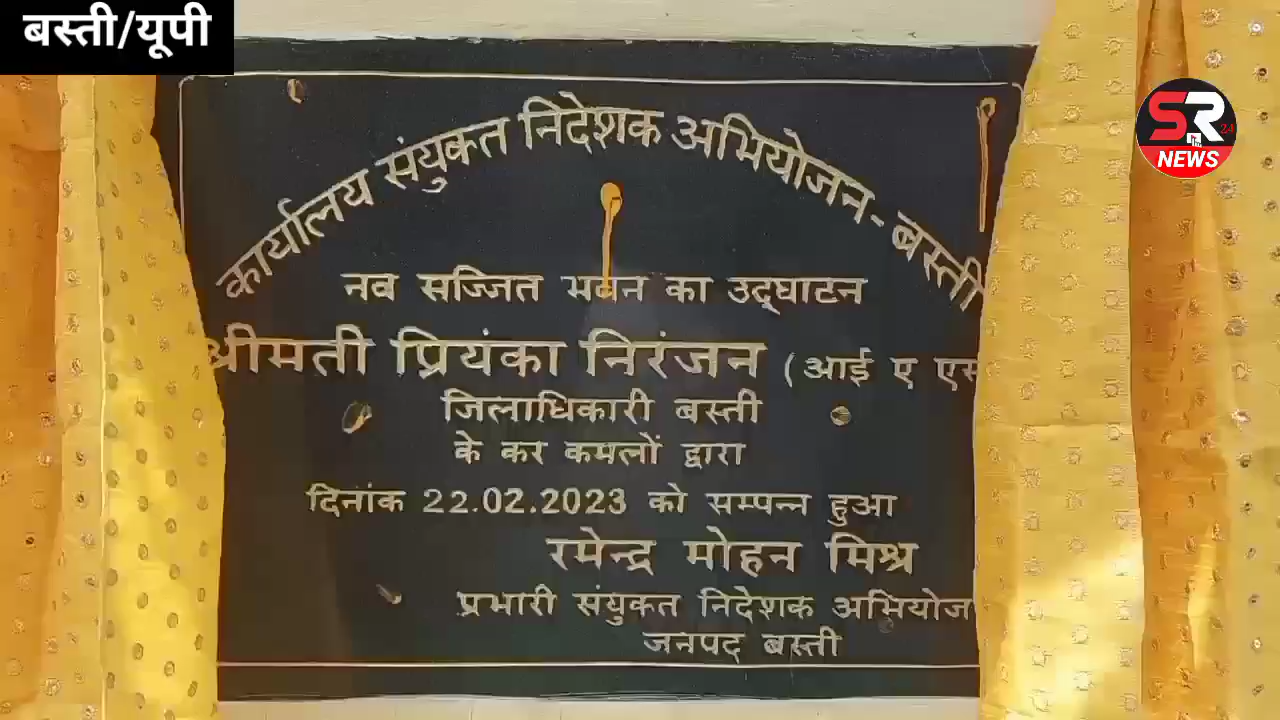 बस्ती/यूपी
SR 24
NEWS
कार्यालय संयुक्त निदेशक अभियोजन- बस्ती
नव सज्जित भवन का उद्घाटन
श्रीमती प्रियंका निरंजन (आई ए एस
जिलाधिकारी बस्ती
के कर कमलों द्वारा
दिनांक 22.02.2023 को सम्पन्न हुआ
रमेन्द्र मोहन मिश्र
प्रभारी संयुक्त निदेशक अभियोज
जनपद बस्ती